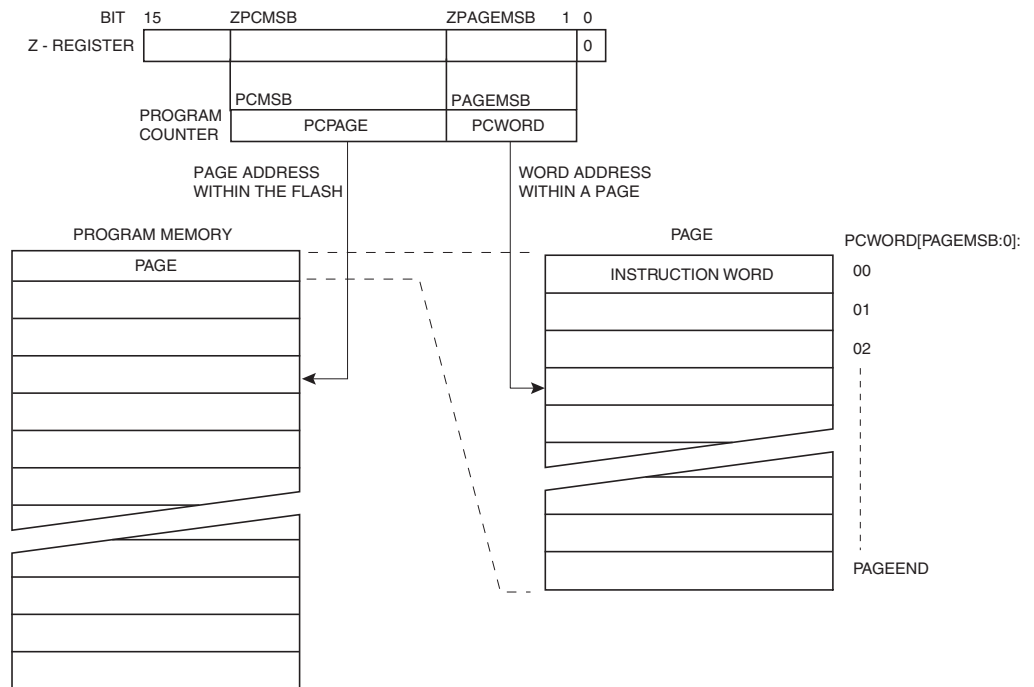 BIT 15 ZPCMSB ZPAGEMSB 1 0
Z - REGISTER 0
PCMSB PAGEMSB
PROGRAM
COUNTER
PCPAGE PCWORD
PAGE ADDRESS
WITHIN THE FLASH
WORD ADDRESS
WITHIN A PAGE
PROGRAM MEMORY
PAGE
PAGE
PCWORD[PAGEMSB:0]:
INSTRUCTION WORD
00
01
02
PAGEEND